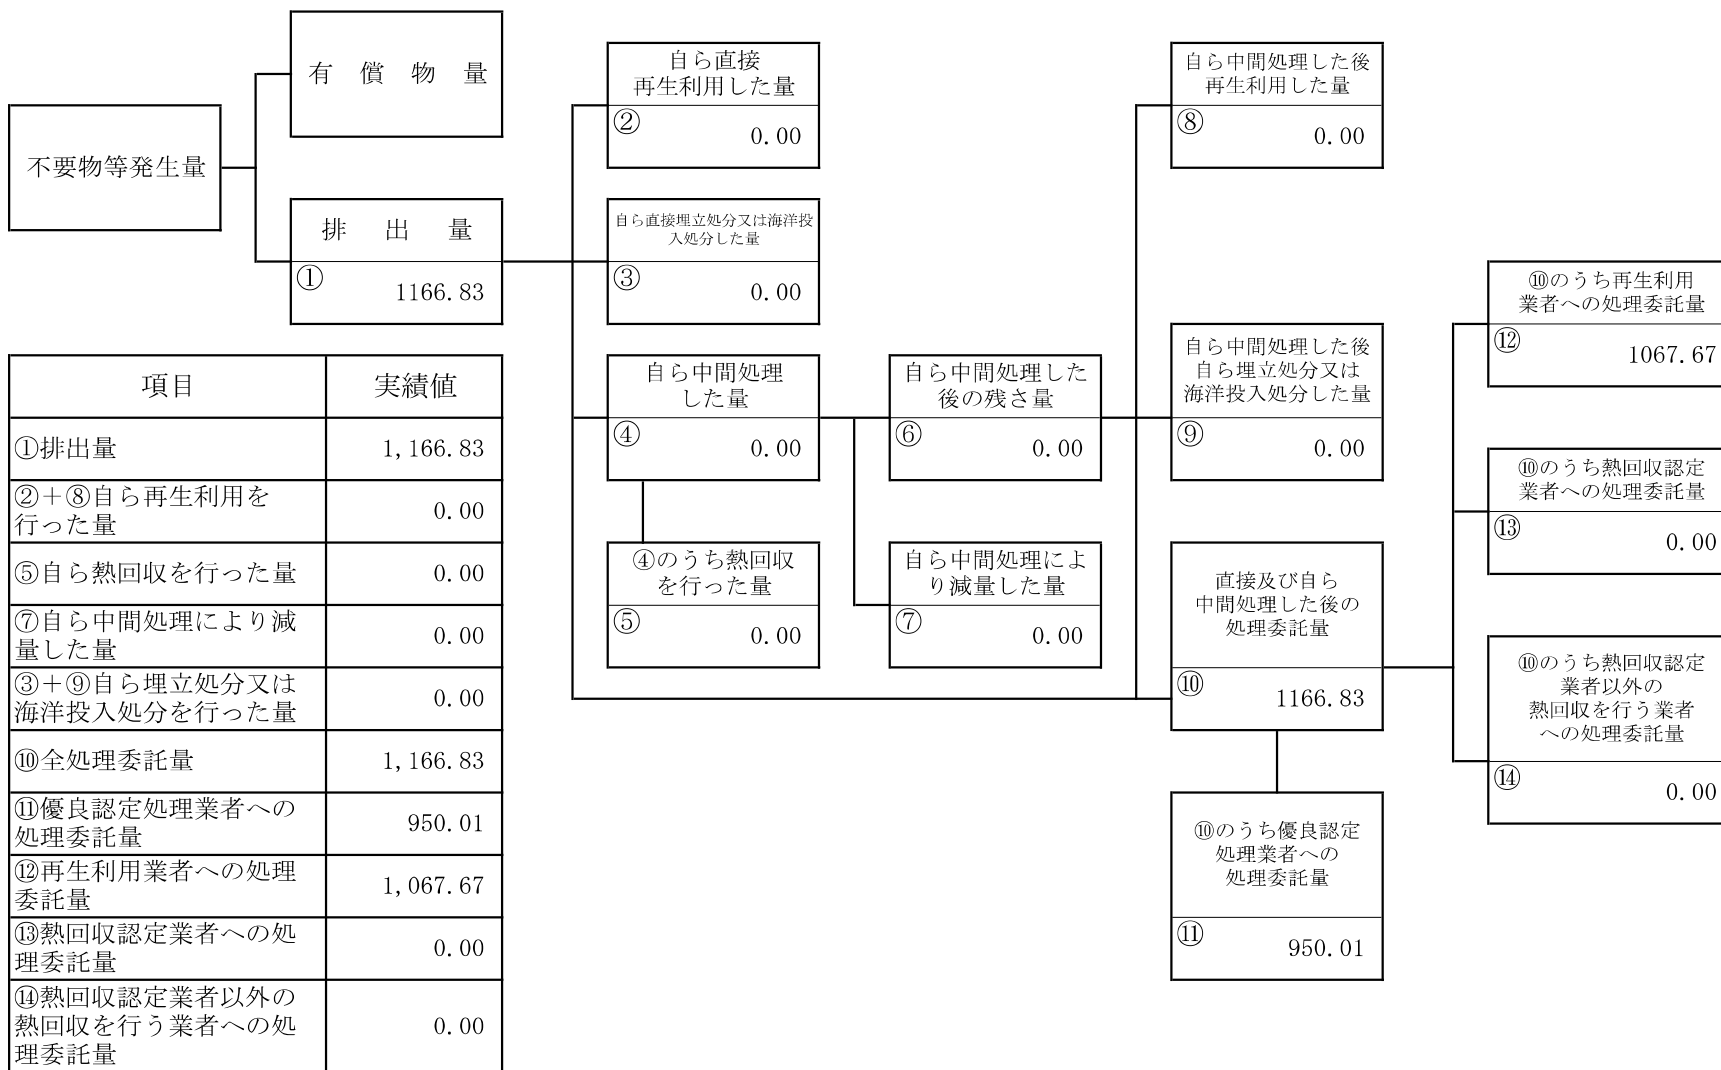 有 償 物 量
不要物等発生量
排 出 量
①
1166.83
自ら直接
再生利用した量
②
0.00
自ら直接埋立処分又は海洋投
入処分した量
③
0.00
自ら中間処理
した量
④
0.00
④のうち熱回収
を行った量
⑤
0.00
自ら中間処理した
後の残さ量
⑥
0.00
自ら中間処理によ
り減量した量
⑦
0.00
自ら中間処理した後
再生利用した量
⑧
0.00
自ら中間処理した後
自ら埋立処分又は
海洋投入処分した量
⑨
0.00
直接及び自ら
中間処理した後の
処理委託量
⑩
1166.83
⑩のうち優良認定
処理業者への
処理委託量
⑪
950.01
⑩のうち再生利用
業者への処理委託量
⑫
1067.67
⑩のうち熱回収認定
業者への処理委託量
⑬
0.00
⑩のうち熱回収認定
業者以外の
熱回収を行う業者
への処理委託量
⑭
0.00
項目 実績値
①排出量 1,166.83
②+⑧自ら再生利用を
行った量 0.00
⑤自ら熱回収を行った量 0.00
⑦自ら中間処理により減
量した量 0.00
③+⑨自ら埋立処分又は
海洋投入処分を行った量 0.00
⑩全処理委託量 1,166.83
⑪優良認定処理業者への
処理委託量 950.01
⑫再生利用業者への処理
委託量 1,067.67
⑬熱回収認定業者への処
理委託量 0.00
⑭熱回収認定業者以外の
熱回収を行う業者への処
理委託量 0.00